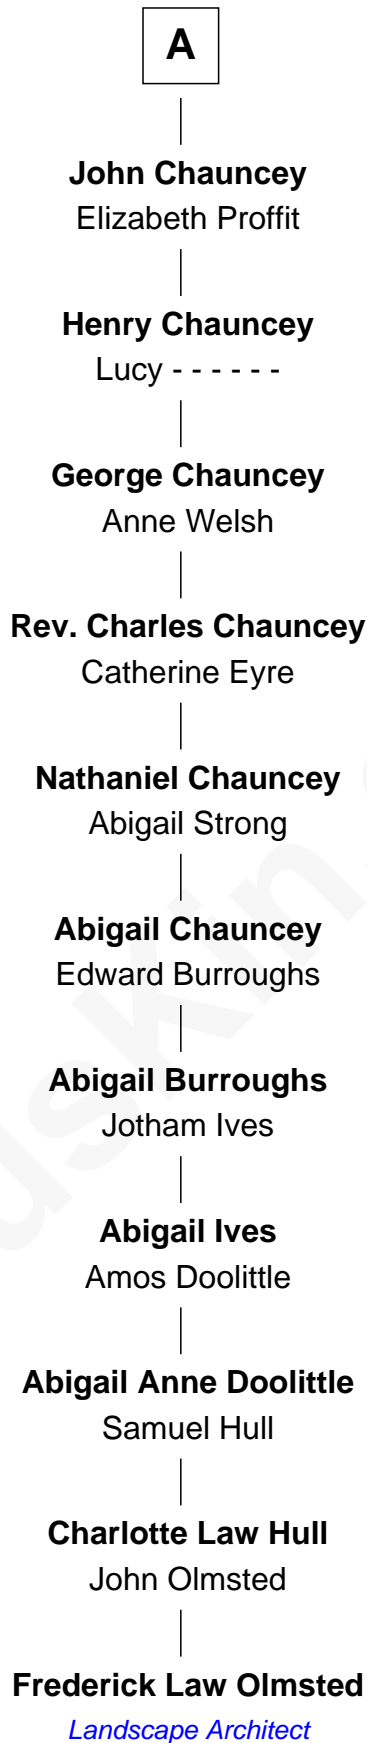 A
John Chauncey
Elizabeth Proffit
Henry Chauncey
Lucy - - - - - -
George Chauncey
Anne Welsh
Rev. Charles Chauncey
Catherine Eyre
Nathaniel Chauncey
Abigail Strong
Abigail Chauncey
Edward Burroughs
Abigail Burroughs
Jotham Ives
Abigail Ives
Amos Doolittle
Abigail Anne Doolittle
Samuel Hull
Charlotte Law Hull
John Olmsted
Frederick Law Olmsted
Landscape Architect